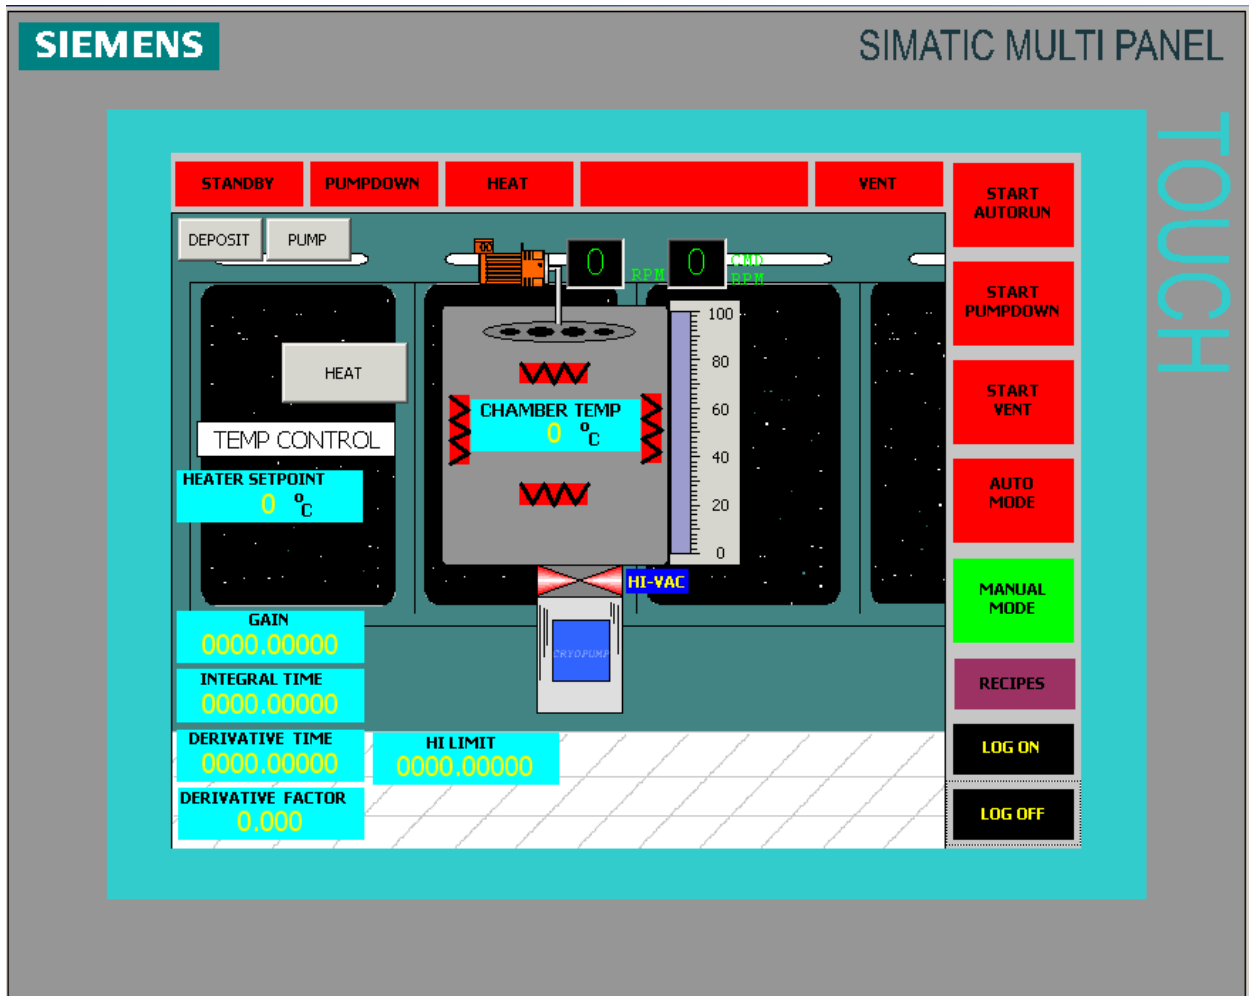 SIEMENS
SIMATIC MULTI PANEL
TOUCH
STANDBY
PUMPDOWN
HEAT
VENT
START
AUTORUN
DEPOSIT
PUMP
0
RPM
0
CMD
RPM
START
PUMPDOWN
HEAT
100
80
60
40
20
0
CHAMBER TEMP
0 °C
START
VENT
TEMP CONTROL
HEATER SETPOINT
0 °C
AUTO
MODE
HI-VAC
MANUAL
MODE
GAIN
0000.00000
CRYOPUMP
INTEGRAL TIME
0000.00000
RECIPES
DERIVATIVE TIME
0000.00000
HI LIMIT
0000.00000
LOG ON
DERIVATIVE FACTOR
0.000
LOG OFF